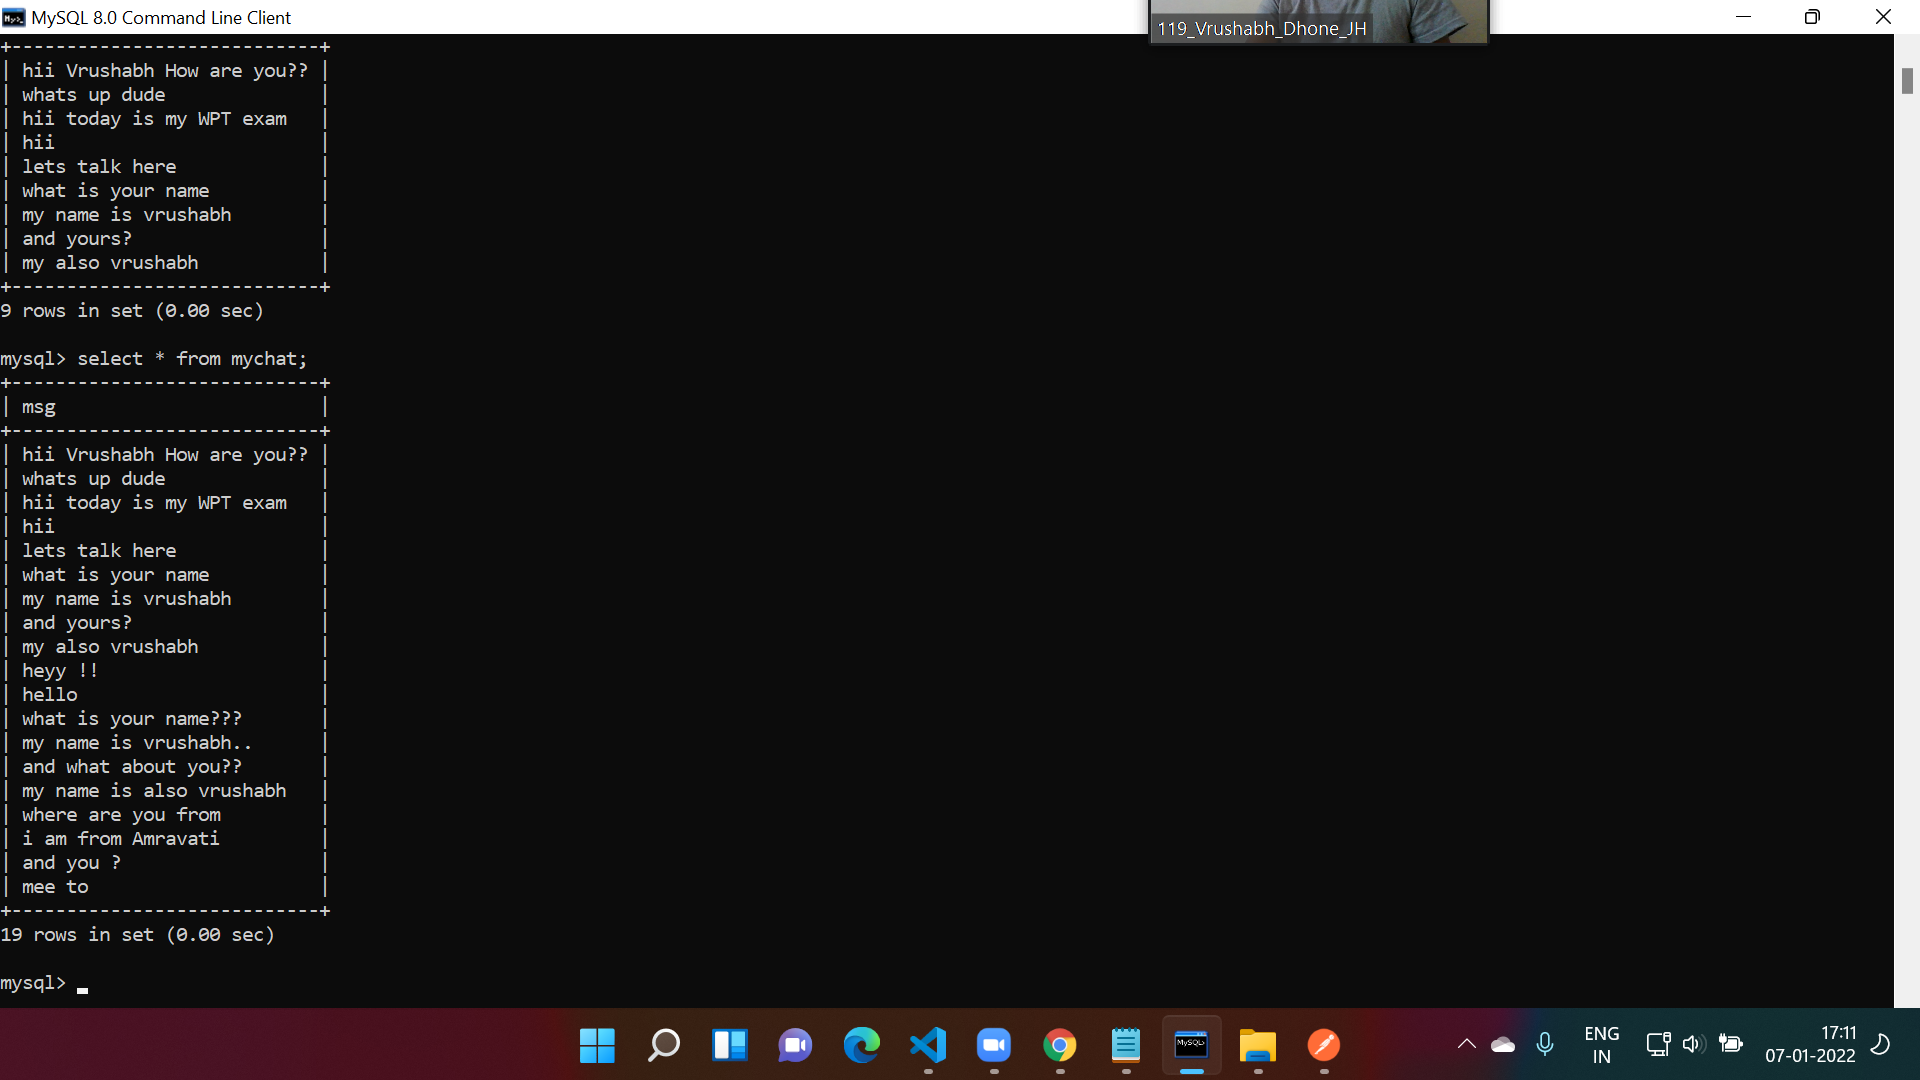 MySQL 8.0 Command Line Client
119_Vrushabh_Dhone_JH
+----------------------------+
| hii Vrushabh How are you?? |
| whats up dude              |
| hii today is my WPT exam   |
| hii                        |
| lets talk here             |
| what is your name          |
| my name is vrushabh        |
| and yours?                 |
| my also vrushabh           |
+----------------------------+
9 rows in set (0.00 sec)

mysql> select * from mychat;
+----------------------------+
| msg                        |
+----------------------------+
| hii Vrushabh How are you?? |
| whats up dude              |
| hii today is my WPT exam   |
| hii                        |
| lets talk here             |
| what is your name          |
| my name is vrushabh        |
| and yours?                 |
| my also vrushabh           |
| heyy !!                    |
| hello                      |
| what is your name???       |
| my name is vrushabh..      |
| and what about you??       |
| my name is also vrushabh   |
| where are you from         |
| i am from Amravati         |
| and you ?                  |
| mee to                     |
+----------------------------+
19 rows in set (0.00 sec)

mysql>
MySQL>
ENG
IN
17:11
07-01-2022